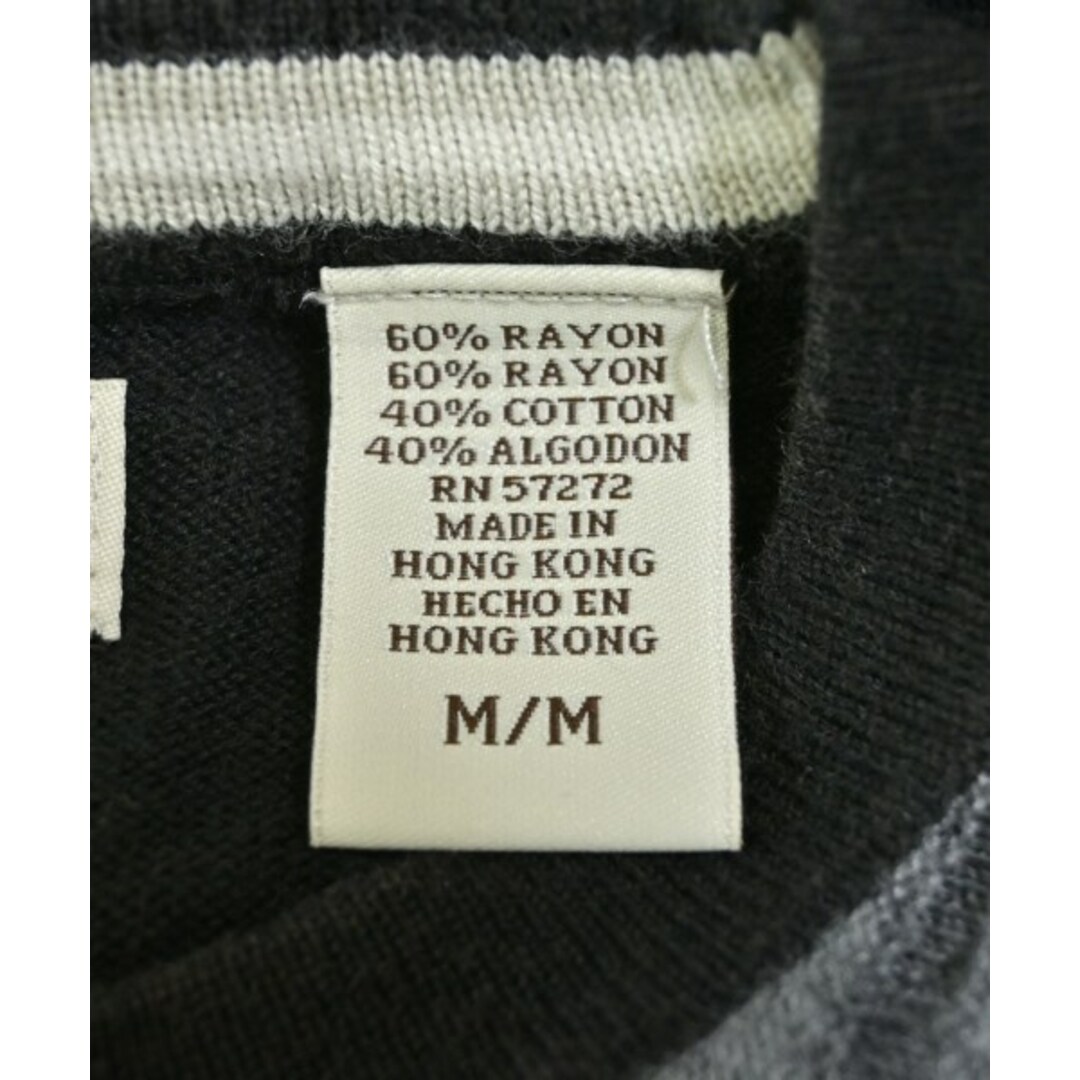 60% RAYON
60% RAYON
40% COTTON
40% ALGODON
RN 57272
MADE IN
HONG KONG
HECHO EN
HONG KONG
M/M